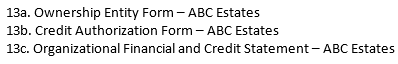 13a. Ownership Entity Form – ABC Estates
13b. Credit Authorization Form – ABC Estates
13c. Organizational Financial and Credit Statement – ABC Estates